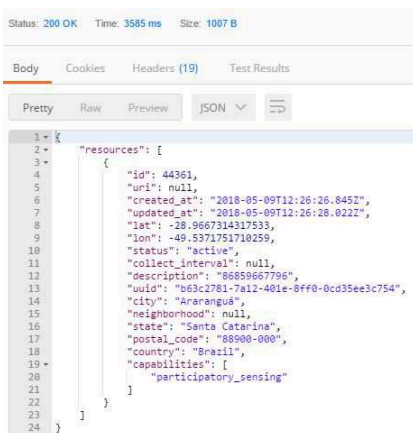 Status: 200 OK Time: 3585 ms Size: 1007 B
Body Cookies Headers (19) Test Results
Pretty Raw Preview JSON
1 {
2 "resources": [
3 {
4 "id": 44361,
5 "uri": null,
6 "created_at": "2018-05-09T12:26:26.845Z",
7 "updated_at": "2018-05-09T12:26:28.022Z",
8 "lat": -28.9667314317533,
9 "lon": -49.5371751710259,
10 "status": "active",
11 "collect_interval": null,
12 "description": "86859667796",
13 "uuid": "b63c2781-7a12-401e-8ff0-0cd35ee3c754",
14 "city": "Araranguá",
15 "neighborhood": null,
16 "state": "Santa Catarina",
17 "postal_code": "88900-000",
18 "country": "Brazil",
19 "capabilities": [
20 "participatory_sensing"
21 ]
22 }
23 ]
24 }